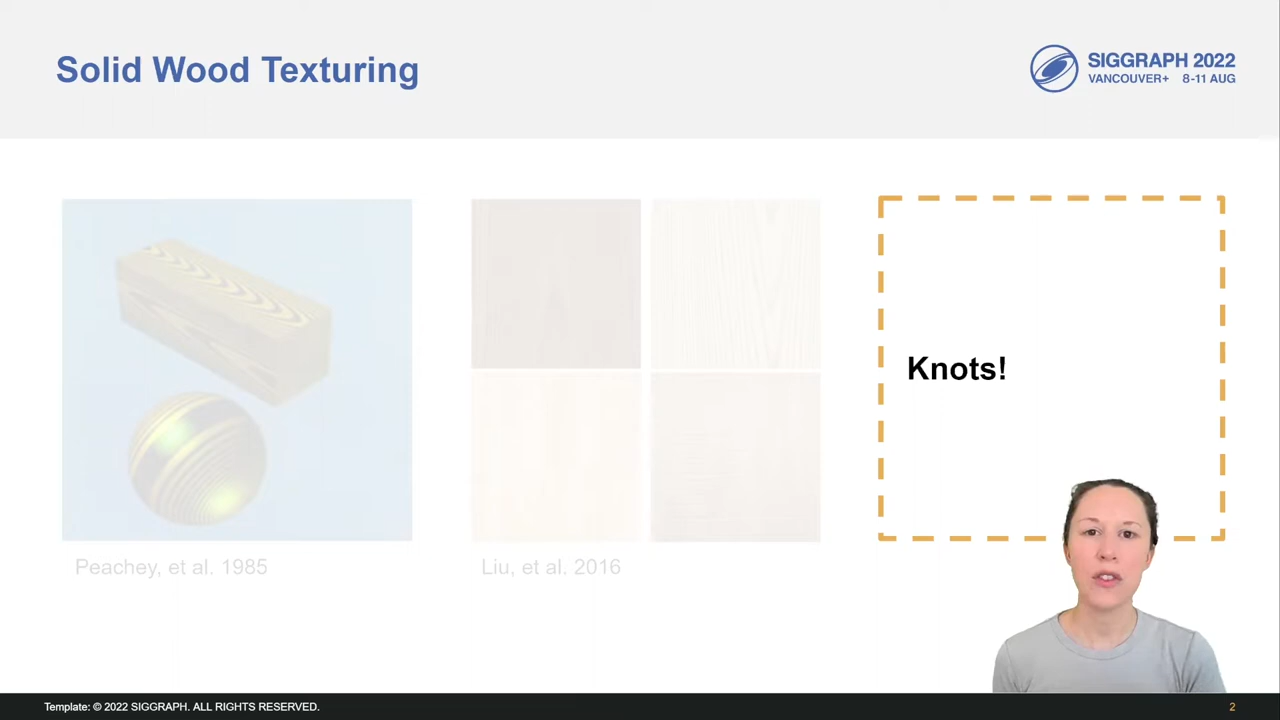 Solid Wood Texturing
SIGGRAPH 2022
VANCOUVER+ 8-11 AUG
Knots!
Peachey, et al. 1985
Liu, et al. 2016
Template: © 2022 SIGGRAPH. ALL RIGHTS RESERVED.
2